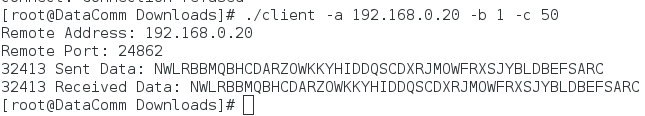 [root@DataComm Downloads]# ./client -a 192.168.0.20 -b 1 -c 50
Remote Address: 192.168.0.20
Remote Port: 24862
32413 Sent Data: NWLRBBMQBHCDARZOWKKYHIDDQSCDXRJMOWFRXSJYBLDBEFSARC
32413 Received Data: NWLRBBMQBHCDARZOWKKYHIDDQSCDXRJMOWFRXSJYBLDBEFSARC
[root@DataComm Downloads]#